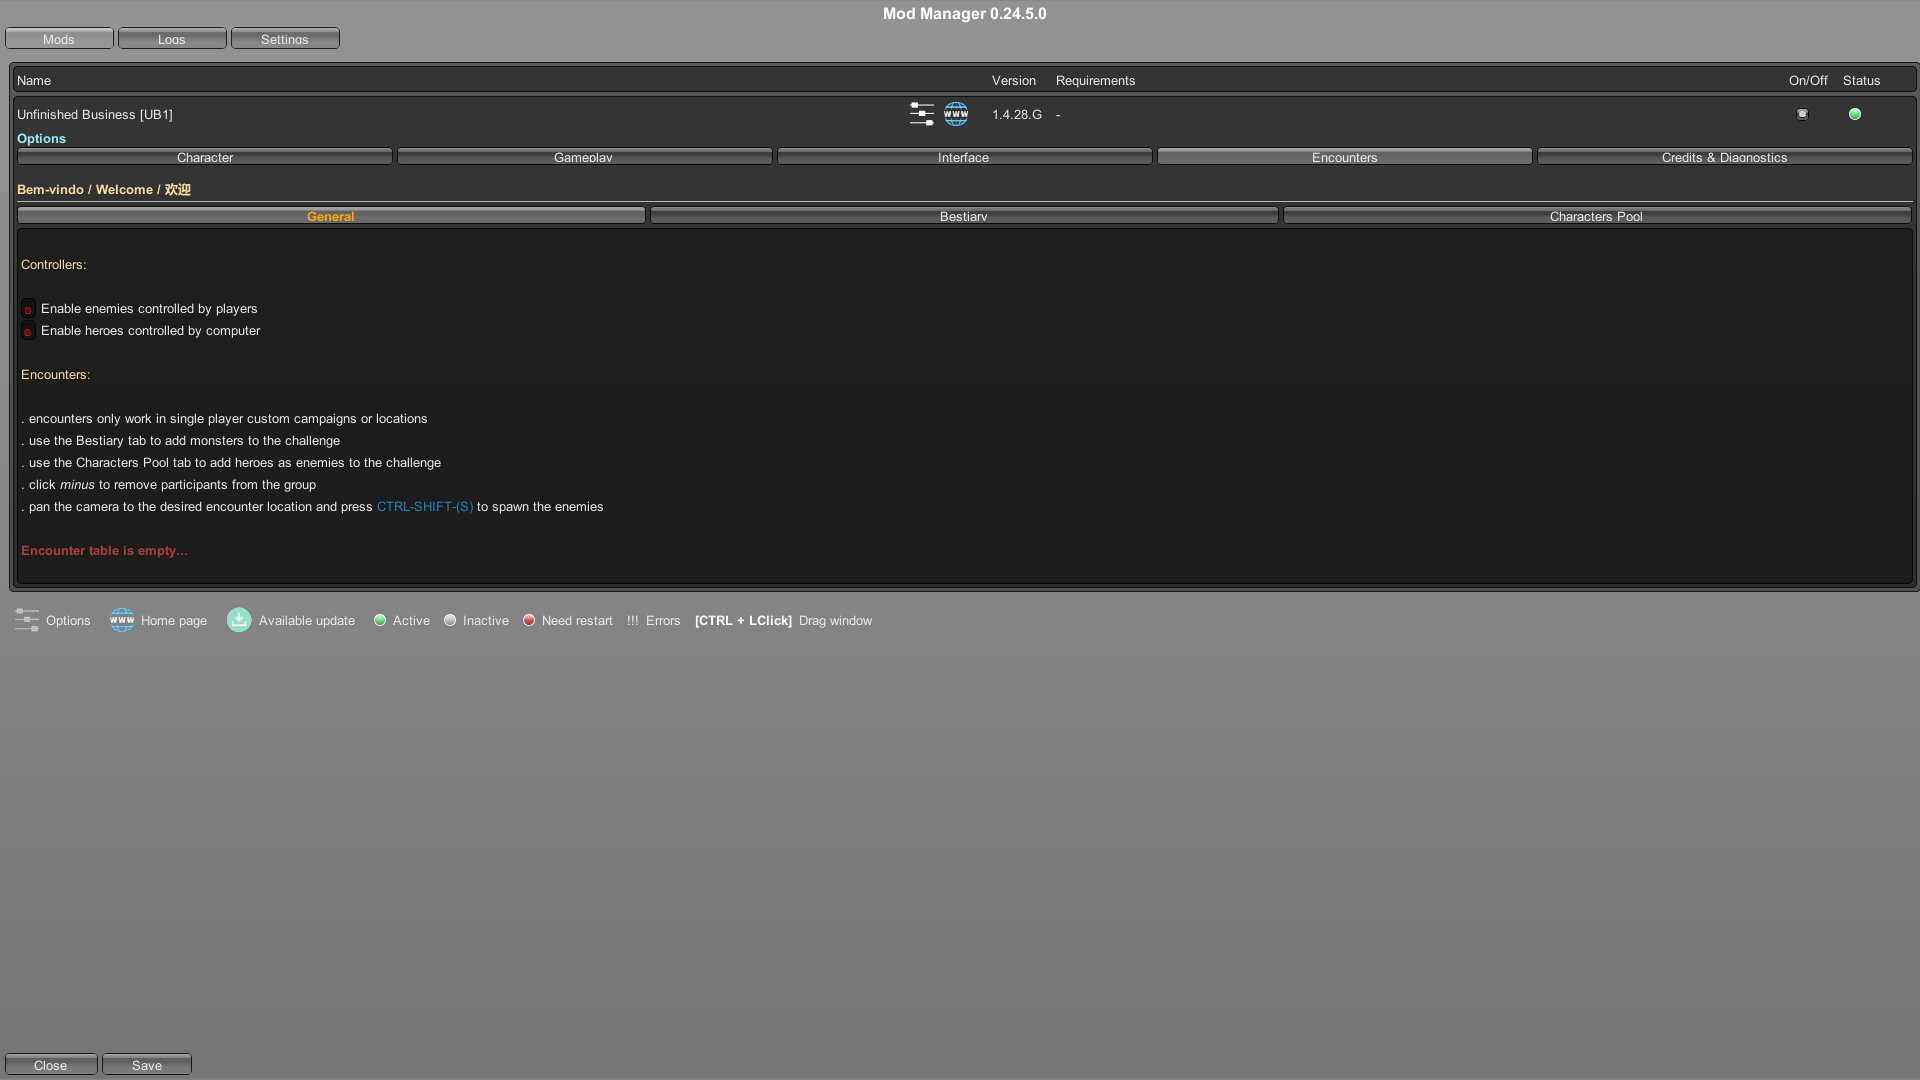 Mod Manager 0.24.5.0
Mods Logs Settings
Name Version Requirements On/Off Status
Unfinished Business [UB1] WWW 1.4.28.G - 
Options
Character Gameplay Interface Encounters Credits & Diagnostics
Bem-vindo / Welcome / 欢迎
General Bestiary Characters Pool
Controllers:
o Enable enemies controlled by players
o Enable heroes controlled by computer
Encounters:
. encounters only work in single player custom campaigns or locations
. use the Bestiary tab to add monsters to the challenge
. use the Characters Pool tab to add heroes as enemies to the challenge
. click minus to remove participants from the group
. pan the camera to the desired encounter location and press CTRL-SHIFT-(S) to spawn the enemies
Encounter table is empty...
Options WWW Home page Available update Active Inactive Need restart !!! Errors [CTRL + LClick] Drag window
Close Save